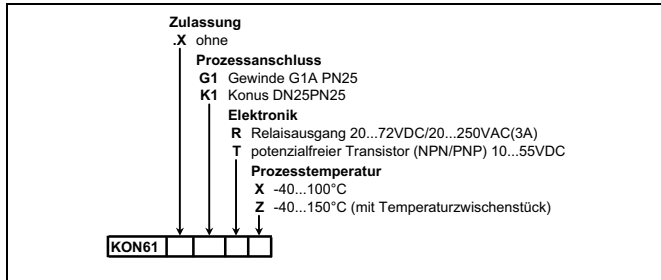 Zulassung
.X ohne
Prozessanschluss
G1 Gewinde G1A PN25
K1 Konus DN25PN25
Elektronik
R Relaisausgang 20...72VDC/20...250VAC(3A)
T potenzialfreier Transistor (NPN/PNP) 10...55VDC
Prozesstemperatur
X -40...100°C
Z -40...150°C (mit Temperaturzwischenstück)
KON61